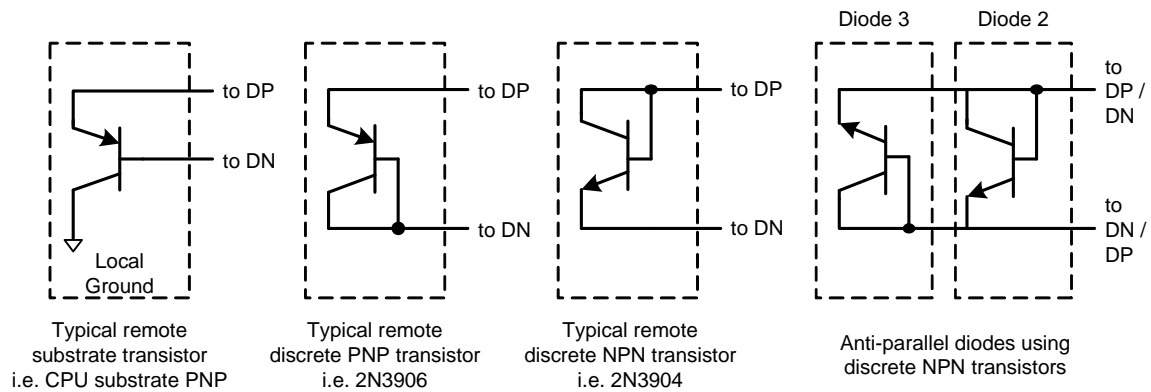 Diode 3
Diode 2
to DP
to DN
Local
Ground
to DP
to DN
to DP
to DN
to
DP /
DN
to
DN /
DP
Typical remote
substrate transistor
i.e. CPU substrate PNP
Typical remote
discrete PNP transistor
i.e. 2N3906
Typical remote
discrete NPN transistor
i.e. 2N3904
Anti-parallel diodes using
discrete NPN transistors